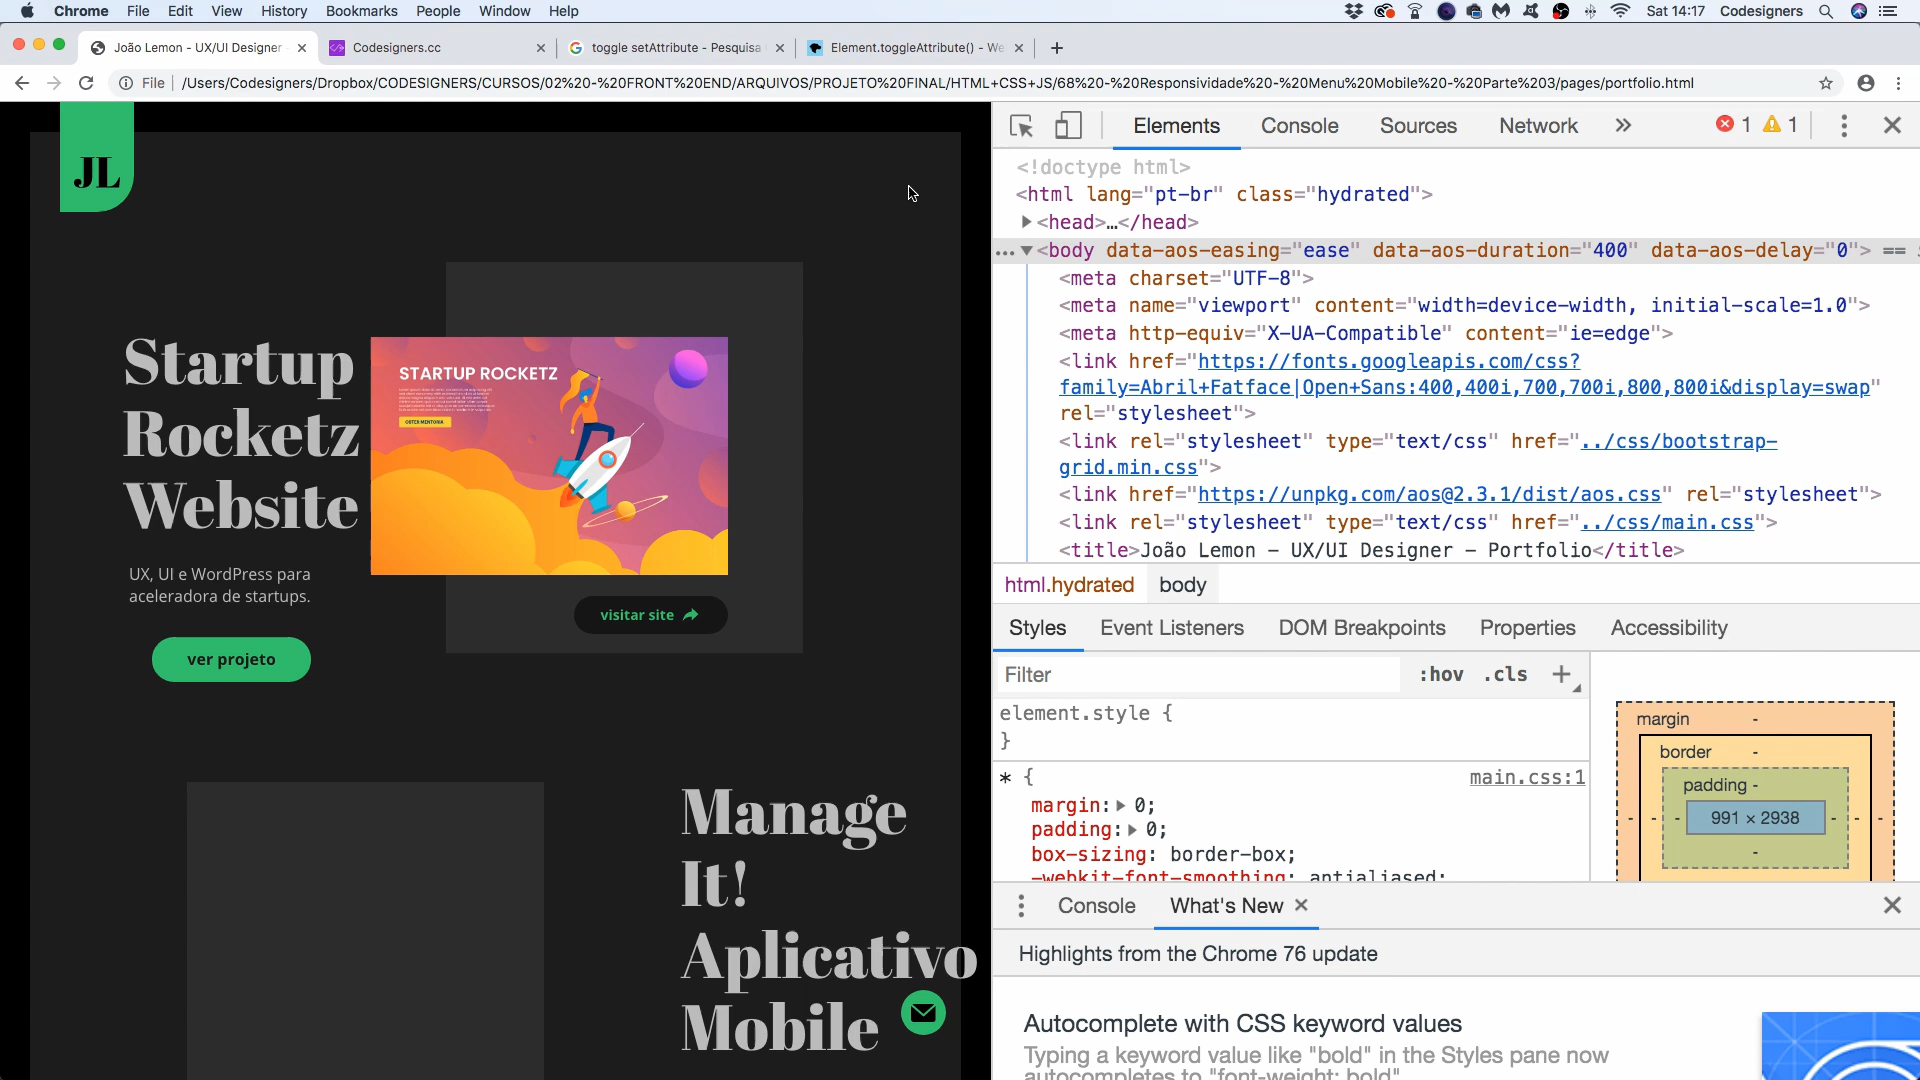 Chrome File Edit View History Bookmarks People Window Help Sat 14:17 Codesigners
João Lemon - UX/UI Designer Codesigners.cc toggle setAttribute - Pesquisa Element.toggleAttribute() - We
File /Users/Codesigners/Dropbox/CODESIGNERS/CURSOS/02%20-%20FRONT%20END/ARQUIVOS/PROJETO%20FINAL/HTML+CSS+JS/68%20-%20Responsividade%20-%20Menu%20Mobile%20-%20Parte%203/pages/portfolio.html
JL
Startup
Rocketz
Website
UX, UI e WordPress para
aceleradora de startups.
ver projeto
STARTUP ROCKETZ
OBTER MENTORIA
visitar site
Manage
It!
Aplicativo
Mobile
Elements Console Sources Network 1 1
<!doctype html>
<html lang="pt-br" class="hydrated">
<head>…</head>
<body data-aos-easing="ease" data-aos-duration="400" data-aos-delay="0"> ==
<meta charset="UTF-8">
<meta name="viewport" content="width=device-width, initial-scale=1.0">
<meta http-equiv="X-UA-Compatible" content="ie=edge">
<link href="https://fonts.googleapis.com/css?
family=Abril+Fatface|Open+Sans:400,400i,700,700i,800,800i&display=swap"
rel="stylesheet">
<link rel="stylesheet" type="text/css" href="../css/bootstrap-
grid.min.css">
<link href="https://unpkg.com/aos@2.3.1/dist/aos.css" rel="stylesheet">
<link rel="stylesheet" type="text/css" href="../css/main.css">
<title>João Lemon - UX/UI Designer - Portfolio</title>
html.hydrated body
Styles Event Listeners DOM Breakpoints Properties Accessibility
Filter :hov .cls +
element.style {
}
* { main.css:1
margin: 0;
padding: 0;
box-sizing: border-box;
-webkit-font-smoothing: antialiased;
margin -
border -
padding -
- - - 991 × 2938 - - -
-
Console What's New
Highlights from the Chrome 76 update
Autocomplete with CSS keyword values
Typing a keyword value like "bold" in the Styles pane now
autocompletes to "font-weight: bold"